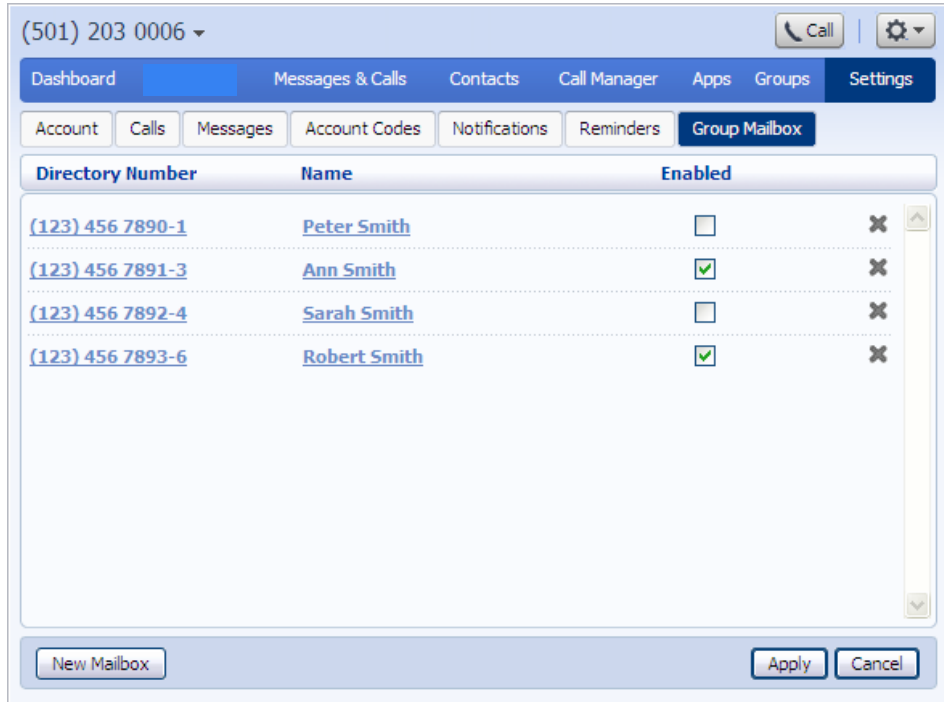 (501) 203 0006 Call
Dashboard Messages & Calls Contacts Call Manager Apps Groups Settings
Account Calls Messages Account Codes Notifications Reminders Group Mailbox
Directory Number Name Enabled
(123) 456 7890-1 Peter Smith
(123) 456 7891-3 Ann Smith
(123) 456 7892-4 Sarah Smith
(123) 456 7893-6 Robert Smith
New Mailbox Apply Cancel